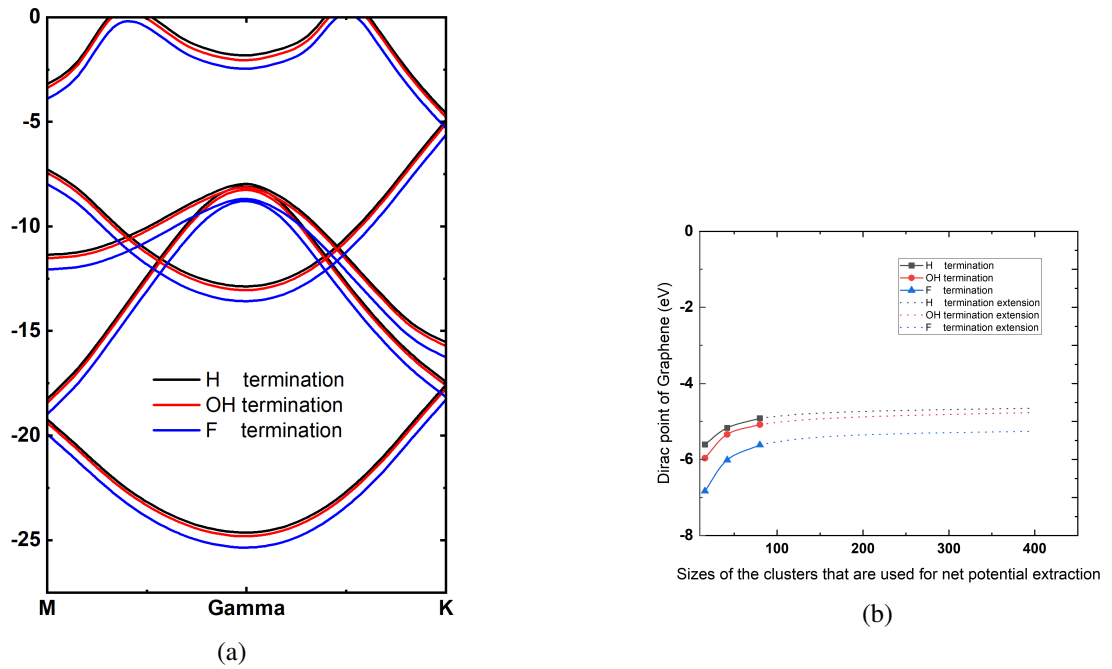 0
-5
-10
-15
-20
-25
H termination
OH termination
F termination
M Gamma K
(a)
Dirac point of Graphene (eV)
0
-2
-4
-6
-8
H termination
OH termination
F termination
H termination extension
OH termination extension
F termination extension
100 200 300 400
Sizes of the clusters that are used for net potential extraction
(b)